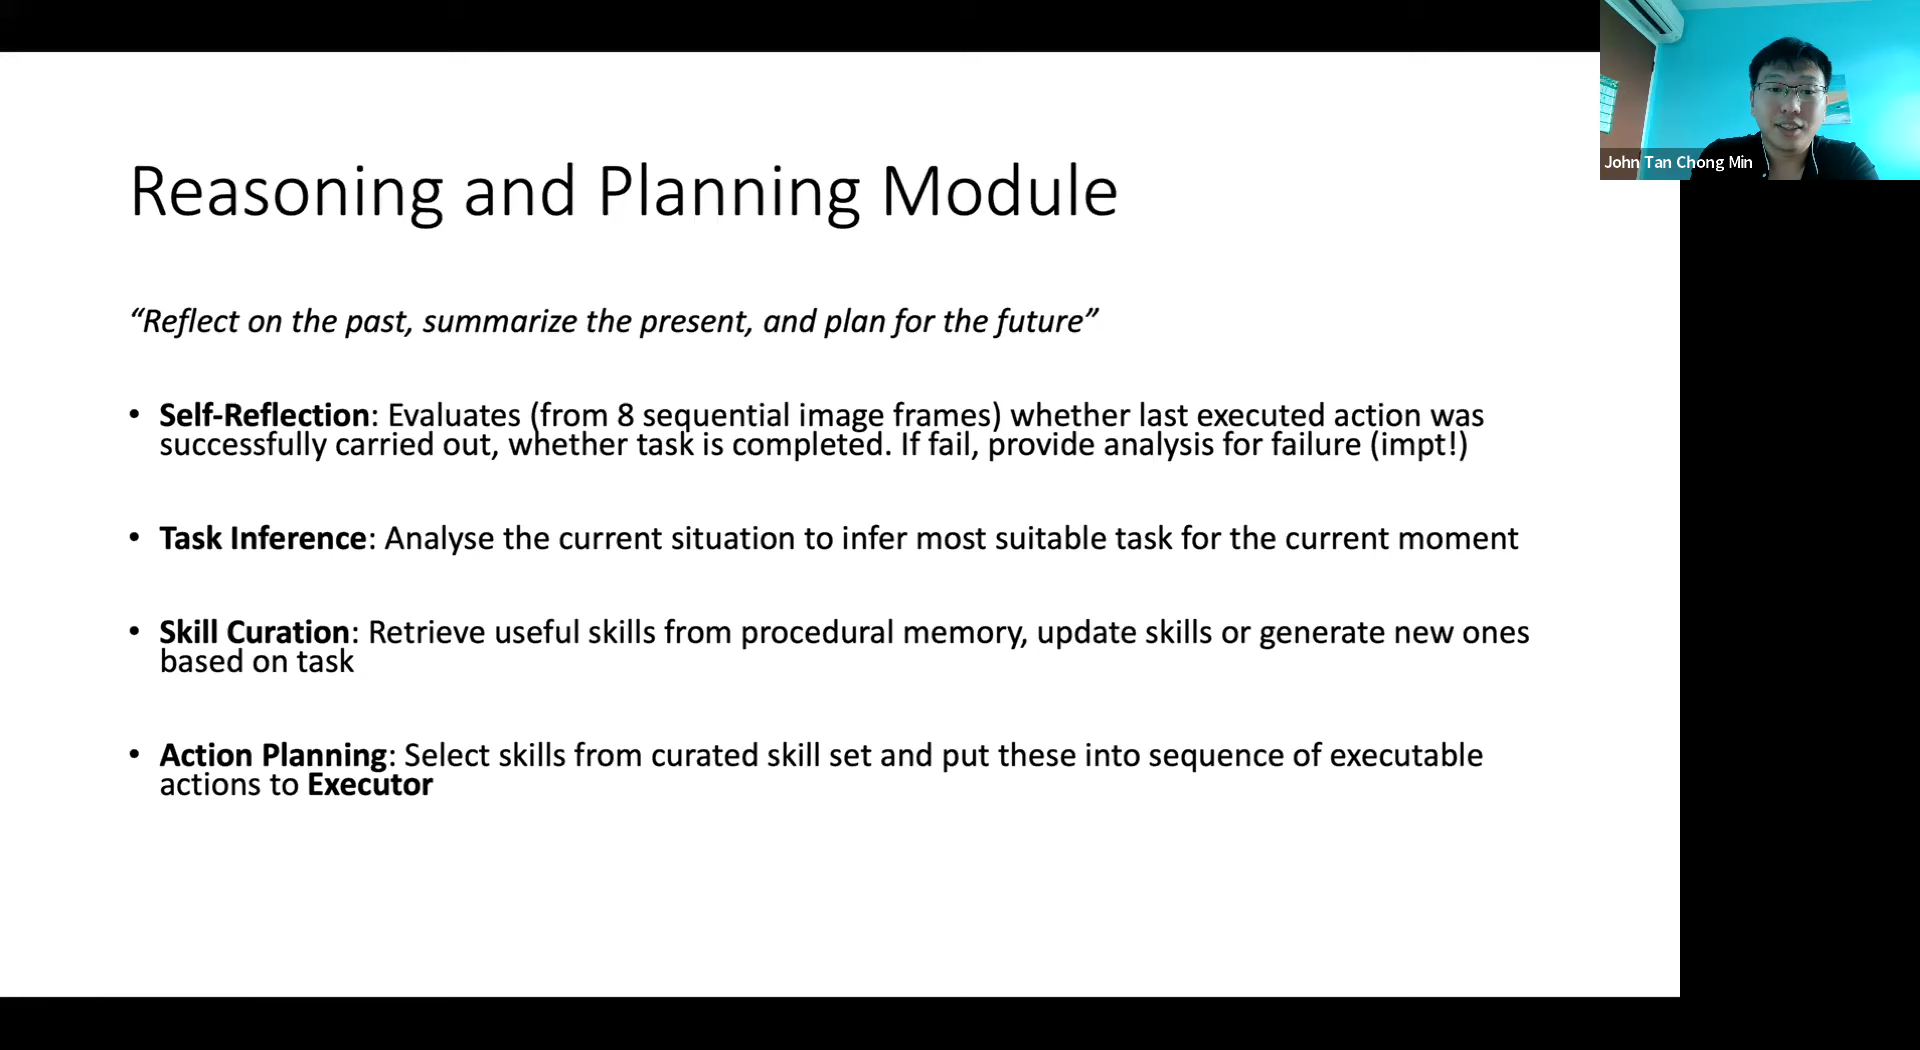 John Tan Chong Min
Reasoning and Planning Module
“Reflect on the past, summarize the present, and plan for the future”
• Self-Reflection: Evaluates (from 8 sequential image frames) whether last executed action was
successfully carried out, whether task is completed. If fail, provide analysis for failure (impt!)
• Task Inference: Analyse the current situation to infer most suitable task for the current moment
• Skill Curation: Retrieve useful skills from procedural memory, update skills or generate new ones
based on task
• Action Planning: Select skills from curated skill set and put these into sequence of executable
actions to Executor